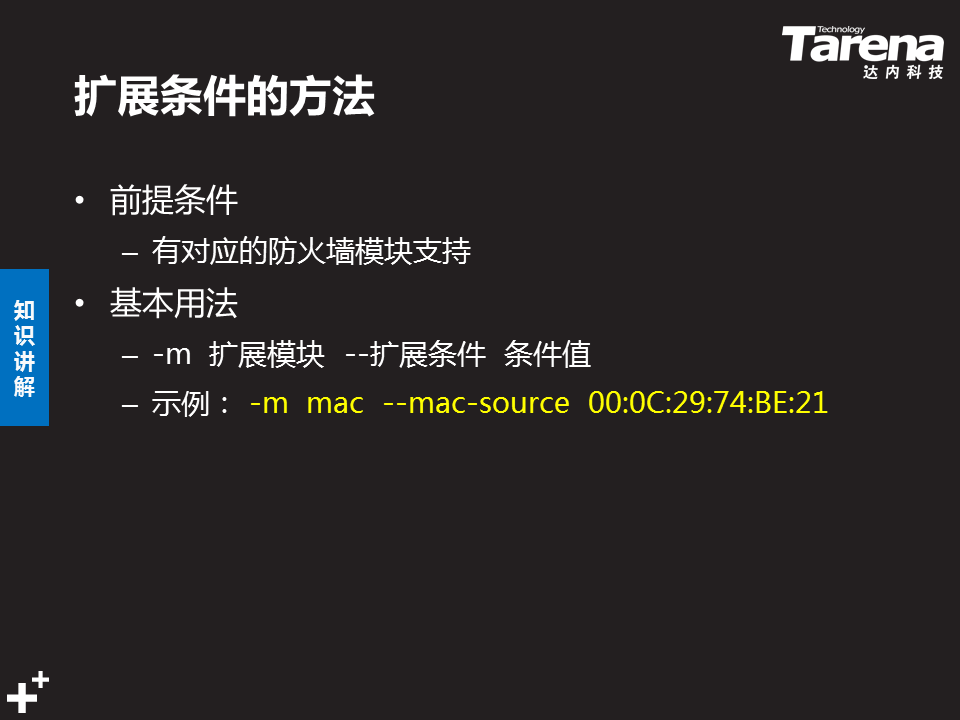 Technology
Tarena
达内科技
扩展条件的方法
• 前提条件
– 有对应的防火墙模块支持
• 基本用法
– -m 扩展模块 --扩展条件 条件值
– 示例： -m mac --mac-source 00:0C:29:74:BE:21
知识讲解